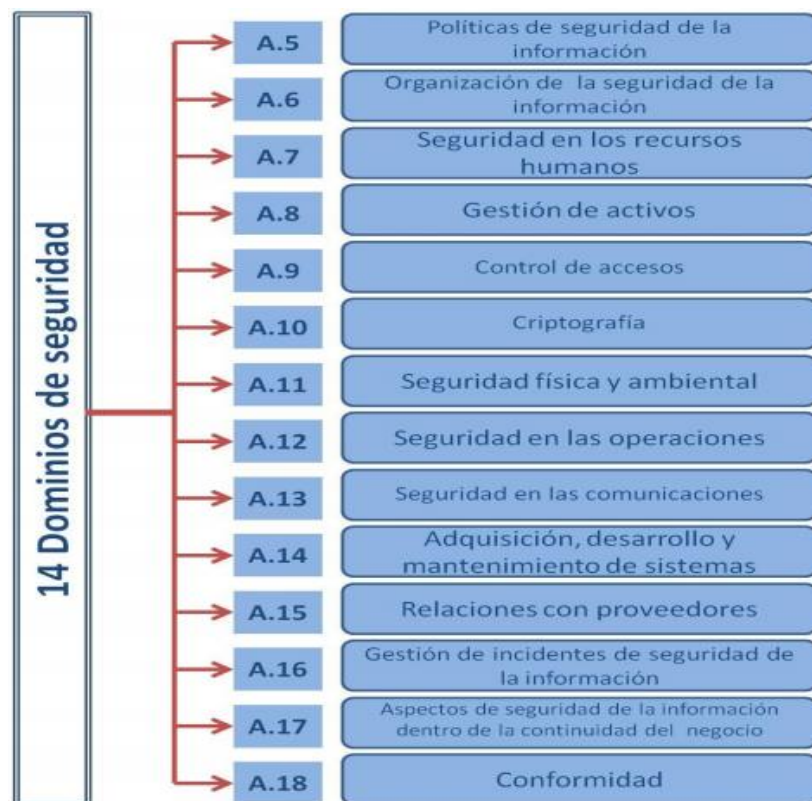 14 Dominios de seguridad
A.5
Políticas de seguridad de la
información
A.6
Organización de la seguridad de la
información
A.7
Seguridad en los recursos
humanos
A.8
Gestión de activos
A.9
Control de accesos
A.10
Criptografía
A.11
Seguridad física y ambiental
A.12
Seguridad en las operaciones
A.13
Seguridad en las comunicaciones
A.14
Adquisición, desarrollo y
mantenimiento de sistemas
A.15
Relaciones con proveedores
A.16
Gestión de incidentes de seguridad de
la información
A.17
Aspectos de seguridad de la información
dentro de la continuidad del negocio
A.18
Conformidad